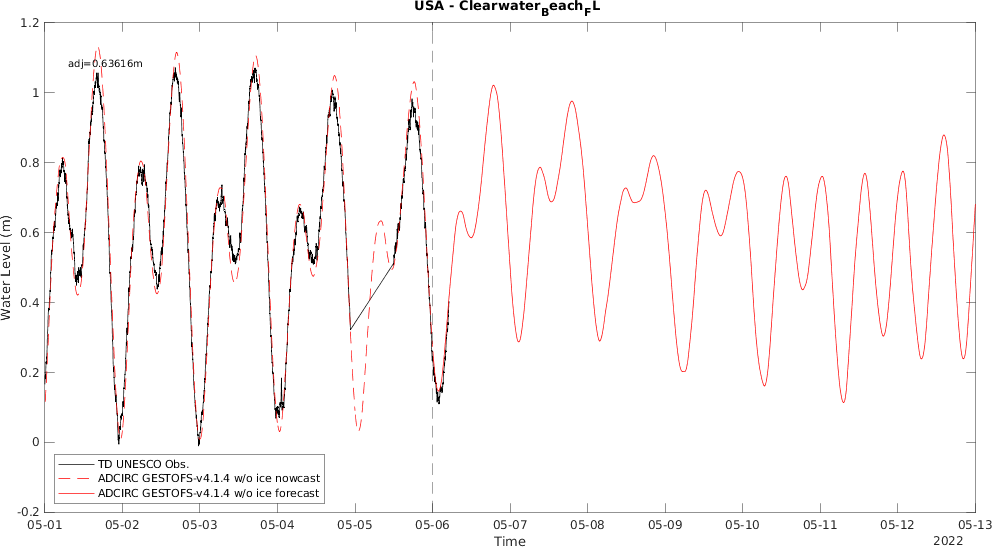 USA - Clearwater_Beach_FL
adj=0.63616m
1.2
1
0.8
0.6
0.4
0.2
0
-0.2
Water Level (m)
TD UNESCO Obs.
ADCIRC GESTOFS-v4.1.4 w/o ice nowcast
ADCIRC GESTOFS-v4.1.4 w/o ice forecast
05-01 05-02 05-03 05-04 05-05 05-06 05-07 05-08 05-09 05-10 05-11 05-12 05-13
Time
2022